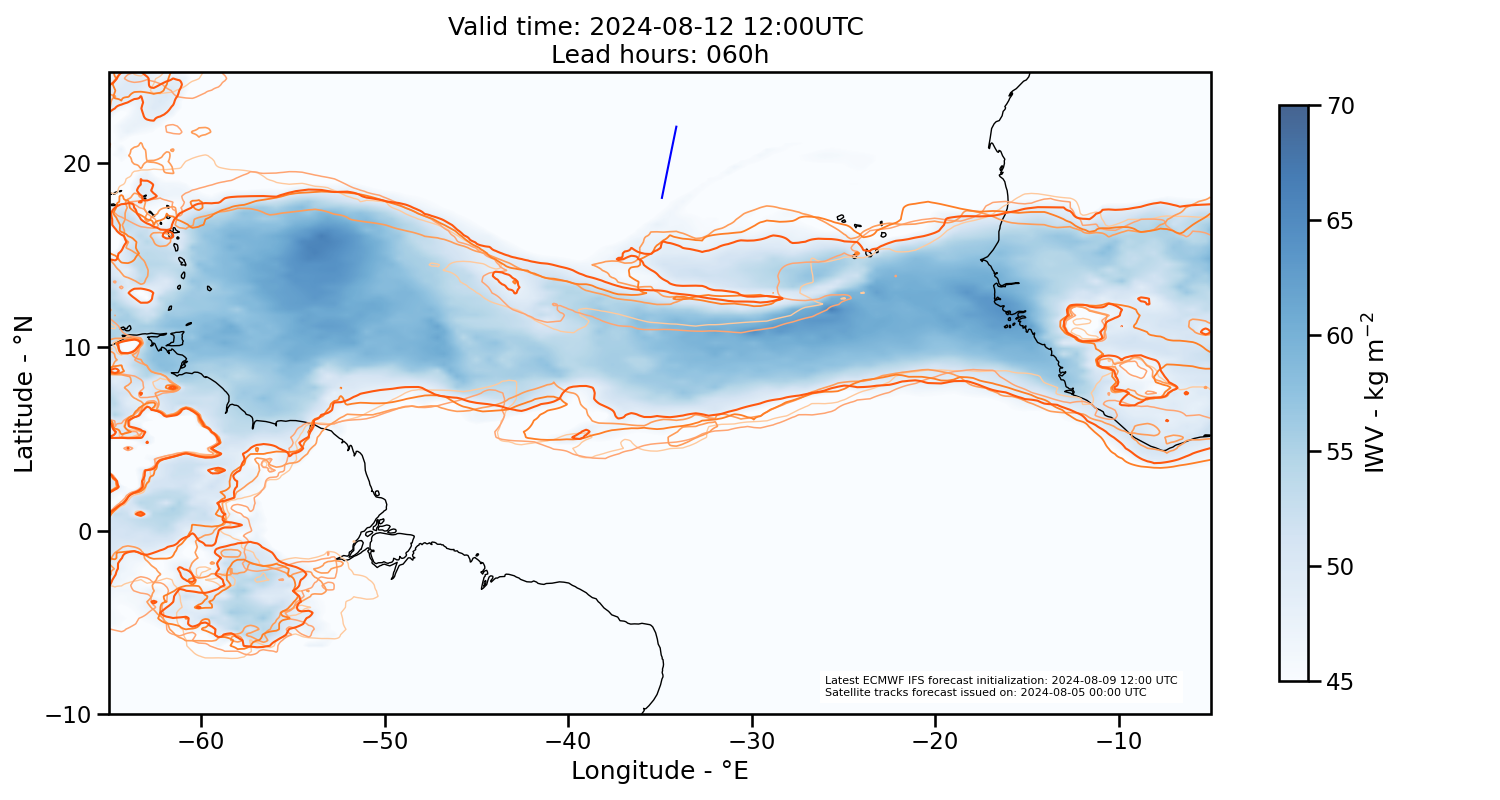 Valid time: 2024-08-12 12:00UTC
Lead hours: 060h
70
65
60
55
50
45
IWV - kg m⁻²
20
10
0
−10
Latitude - °N
Latest ECMWF IFS forecast initialization: 2024-08-09 12:00 UTC
Satellite tracks forecast issued on: 2024-08-05 00:00 UTC
−60 −50 −40 −30 −20 −10
Longitude - °E